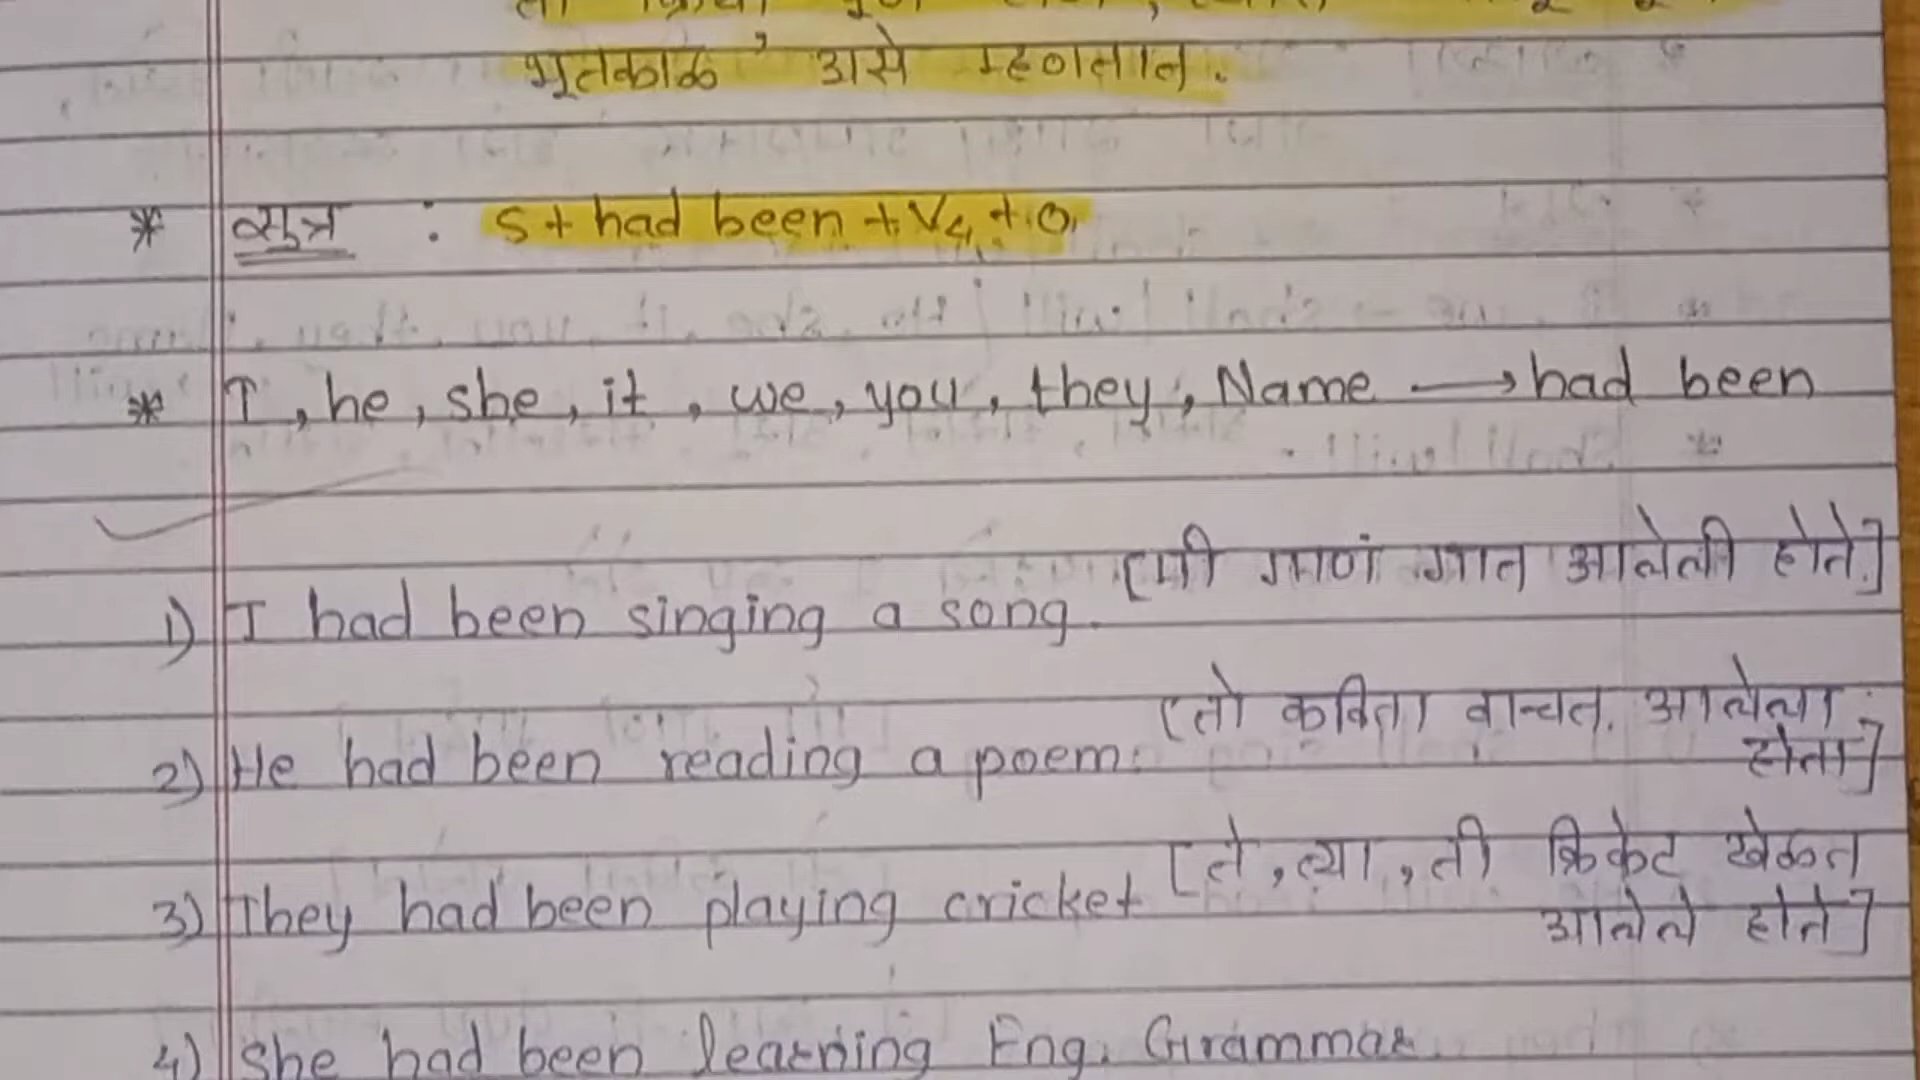 भूतकाळ' असे म्हणतात.
* सूत्र : S + had been + V4 + O.
* I, he, she, it, we, you, they, Name → had been
[मी गाणं गात आलेली होते.]
1) I had been singing a song.
[तो कविता वाचत. आलेला
2) He had been reading a poem.
होता]
[ते, त्या, ती क्रिकेट खेळत
3) They had been playing cricket
आलेले होते]
4) She had been learning Eng. Grammar.